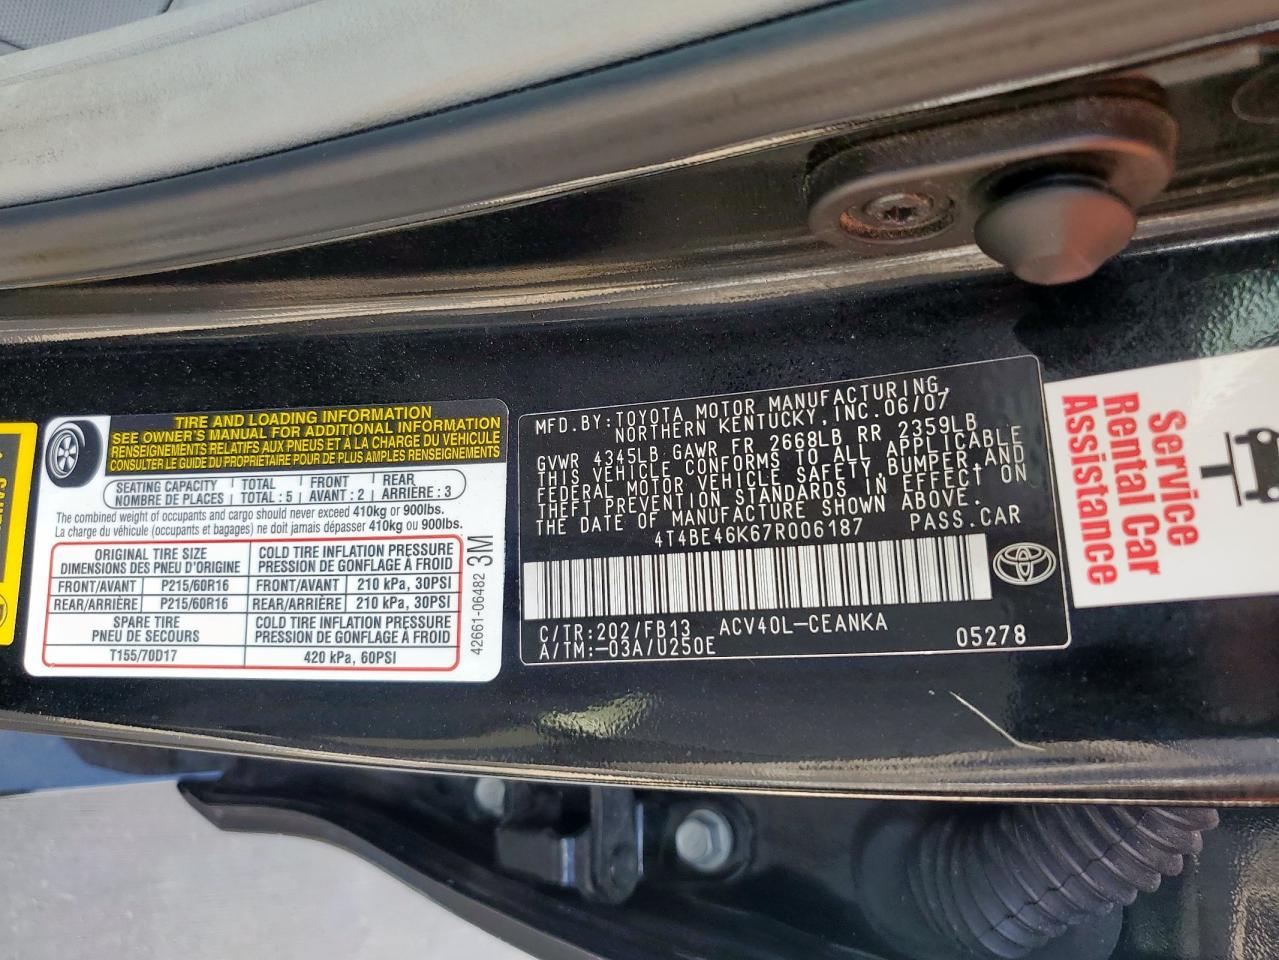 TIRE AND LOADING INFORMATION
SEE OWNER'S MANUAL FOR ADDITIONAL INFORMATION
RENSEIGNEMENTS RELATIFS AUX PNEUS ET À LA CHARGE DU VÉHICULE
CONSULTER LE GUIDE DU PROPRIÉTAIRE POUR DE PLUS AMPLES RENSEIGNEMENTS
SEATING CAPACITY TOTAL FRONT REAR
NOMBRE DE PLACES TOTAL : 5 AVANT : 2 ARRIÈRE : 3
The combined weight of occupants and cargo should never exceed 410kg or 900lbs.
La charge du véhicule (occupants et bagages) ne doit jamais dépasser 410kg ou 900lbs.
ORIGINAL TIRE SIZE COLD TIRE INFLATION PRESSURE
DIMENSIONS DES PNEU D'ORIGINE PRESSION DE GONFLAGE À FROID
FRONT/AVANT P215/60R16 FRONT/AVANT 210 kPa, 30PSI
REAR/ARRIÈRE P215/60R16 REAR/ARRIÈRE 210 kPa, 30PSI
SPARE TIRE COLD TIRE INFLATION PRESSURE
PNEU DE SECOURS PRESSION DE GONFLAGE À FROID
T155/70D17 420 kPa, 60PSI
42661-06482 3M
MFD.BY:TOYOTA MOTOR MANUFACTURING,
NORTHERN KENTUCKY,INC.06/07
GVWR 4345LB GAWR FR 2668LB RR 2359LB
THIS VEHICLE CONFORMS TO ALL APPLICABLE
FEDERAL MOTOR VEHICLE SAFETY,BUMPER,AND
THEFT PREVENTION STANDARDS IN EFFECT ON
THE DATE OF MANUFACTURE SHOWN ABOVE.
4T4BE46K67R006187 PASS.CAR
C/TR:202/FB13 ACV40L-CEANKA
A/TM:-03A/U250E 05278
Service
Rental Car
Assistance